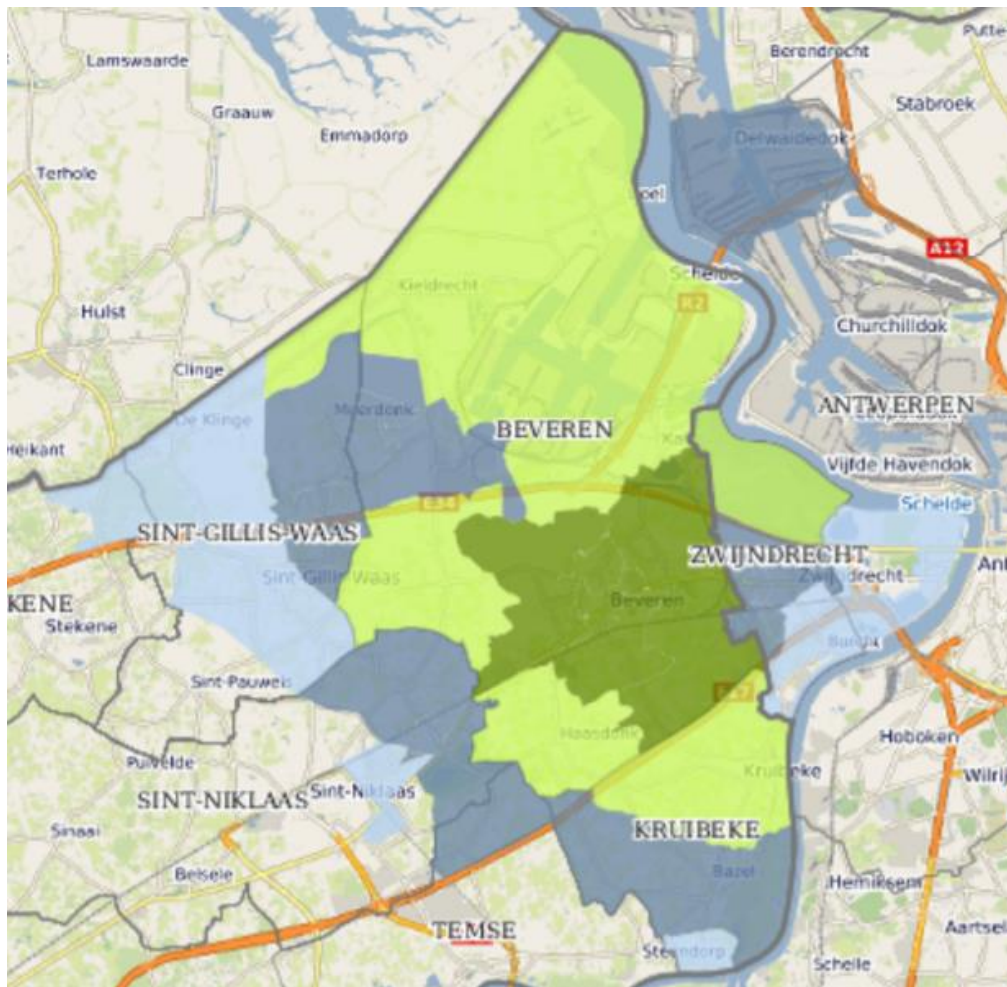 Putte
Berendrecht
Lamswaarde
Stabroek
Graauw
Emmadorp
Delwaidedok
Terhole
oel
A12
Schelde
Kieldrecht
R2
Hulst
Churchilldok
Clinge
ANTWERPEN
Meerdonk
De Klinge
BEVEREN
Heikant
Vijfde Havendok
E34
Schelde
SINT-GILLIS-WAAS
ZWIJNDRECHT
Ant
Sint-Gillis-Waas
Zwijndrecht
KENE
Beveren
Stekene
Burcht
Sint-Pauwels
E17
Haasdonk
Hoboken
Puivelde
Kruibeke
Wilrij
Sint-Niklaas
SINT-NIKLAAS
Sinaai
KRUIBEKE
Belsele
Bazel
Hemiksem
TEMSE
Aartsel
Steendorp
Schelle